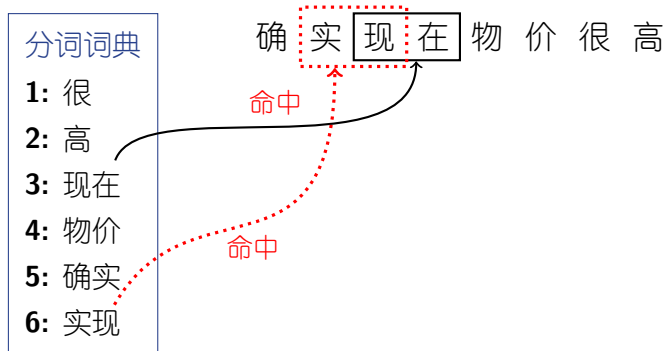 确 实 现 在 物 价 很 高
分词词典
1: 很
2: 高
3: 现在
4: 物价
5: 确实
6: 实现
命中
命中